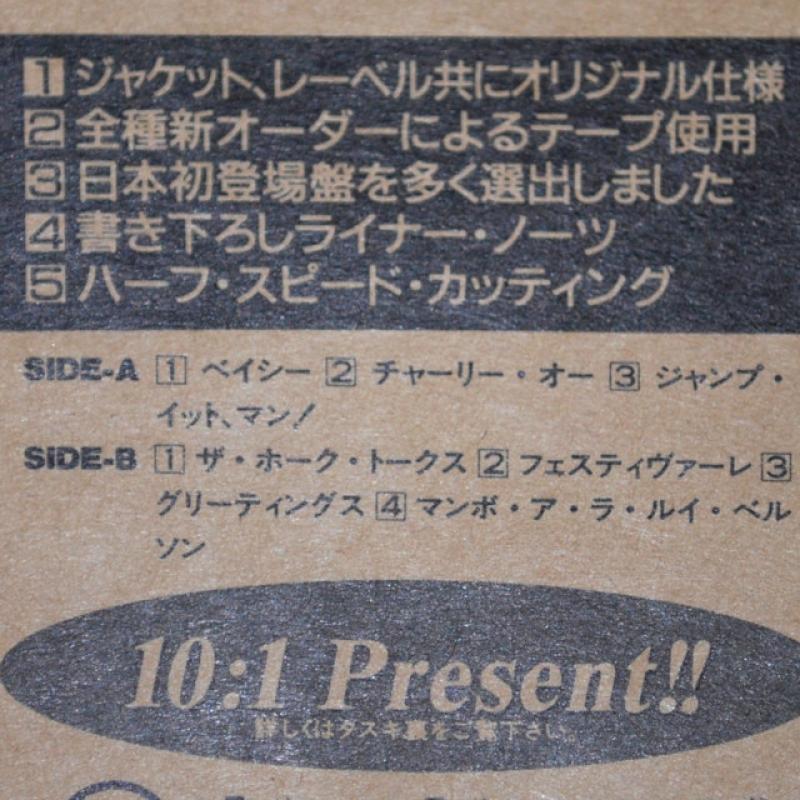 1 ジャケット、レーベル共にオリジナル仕様
2 全種新オーダーによるテープ使用
3 日本初登場盤を多く選出しました
4 書き下ろしライナー・ノーツ
5 ハーフ・スピード・カッティング
SIDE-A 1 ベイシー 2 チャーリー・オー 3 ジャンプ・
イット、マン!
SIDE-B 1 ザ・ホーク・トークス 2 フェスティヴァーレ 3
グリーティングス 4 マンボ・ア・ラ・ルイ・ベル
ソン
10:1 Present!!
詳しくはタスキ裏をご覧下さい。